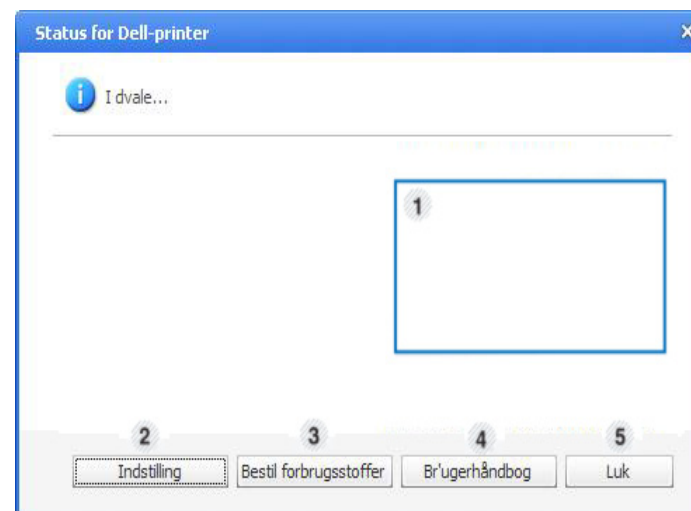 Status for Dell-printer
I dvale...
1
2 3 4 5
Indstilling Bestil forbrugsstoffer Br'ugerhåndbog Luk